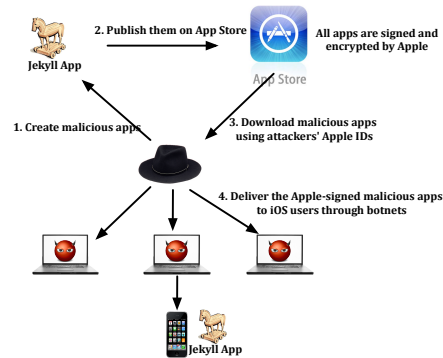 2. Publish them on App Store
All apps are signed and
encrypted by Apple
Jekyll App
App Store
1. Create malicious apps
3. Download malicious apps
using attackers' Apple IDs
4. Deliver the Apple-signed malicious apps
to iOS users through botnets
Jekyll App